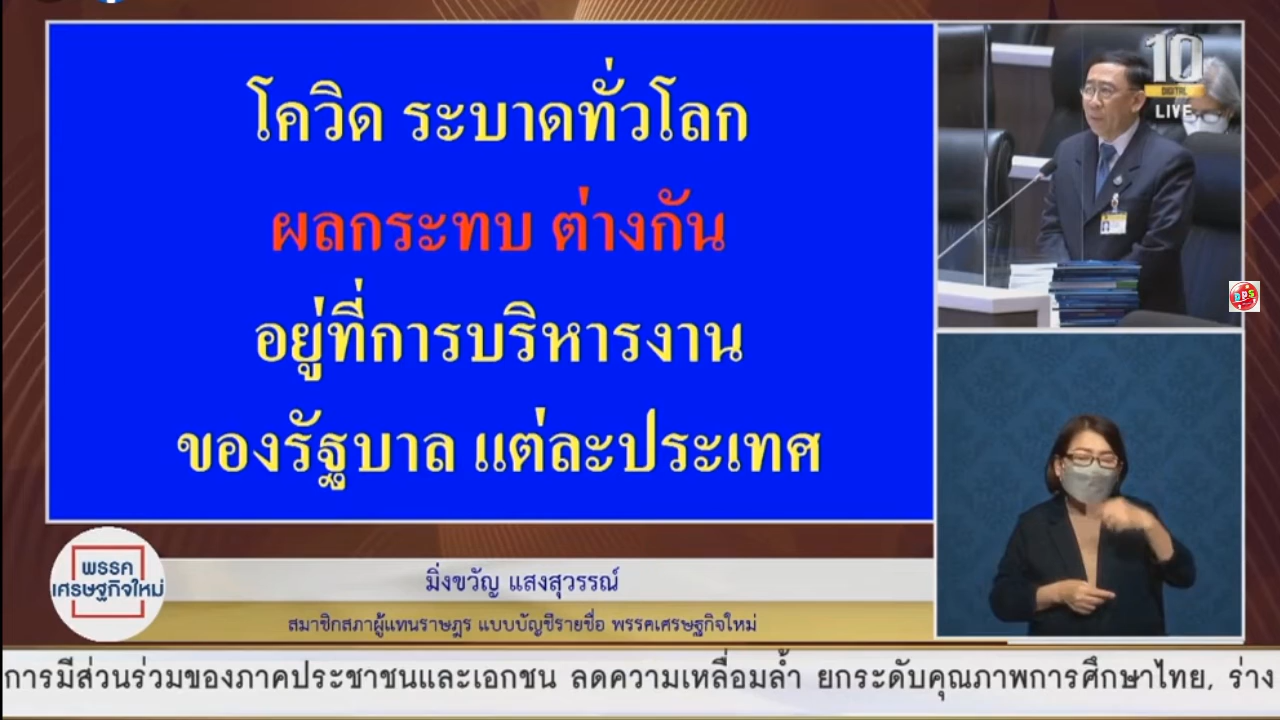 โควิด ระบาดทั่วโลก
ผลกระทบ ต่างกัน
อยู่ที่การบริหารงาน
ของรัฐบาล แต่ละประเทศ
10
DIGITAL
LIVE
DPS
พรรค
เศรษฐกิจใหม่
มิ่งขวัญ แสงสุวรรณ์
สมาชิกสภาผู้แทนราษฎร แบบบัญชีรายชื่อ พรรคเศรษฐกิจใหม่
การมีส่วนร่วมของภาคประชาชนและเอกชน ลดความเหลื่อมล้ำ ยกระดับคุณภาพการศึกษาไทย, ร่าง